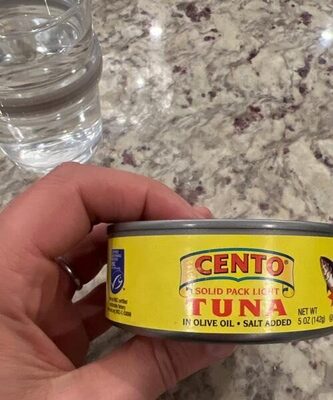 CENTO®
SOLID PACK LIGHT
TUNA
IN OLIVE OIL • SALT ADDED
NET WT
5 OZ (142g)